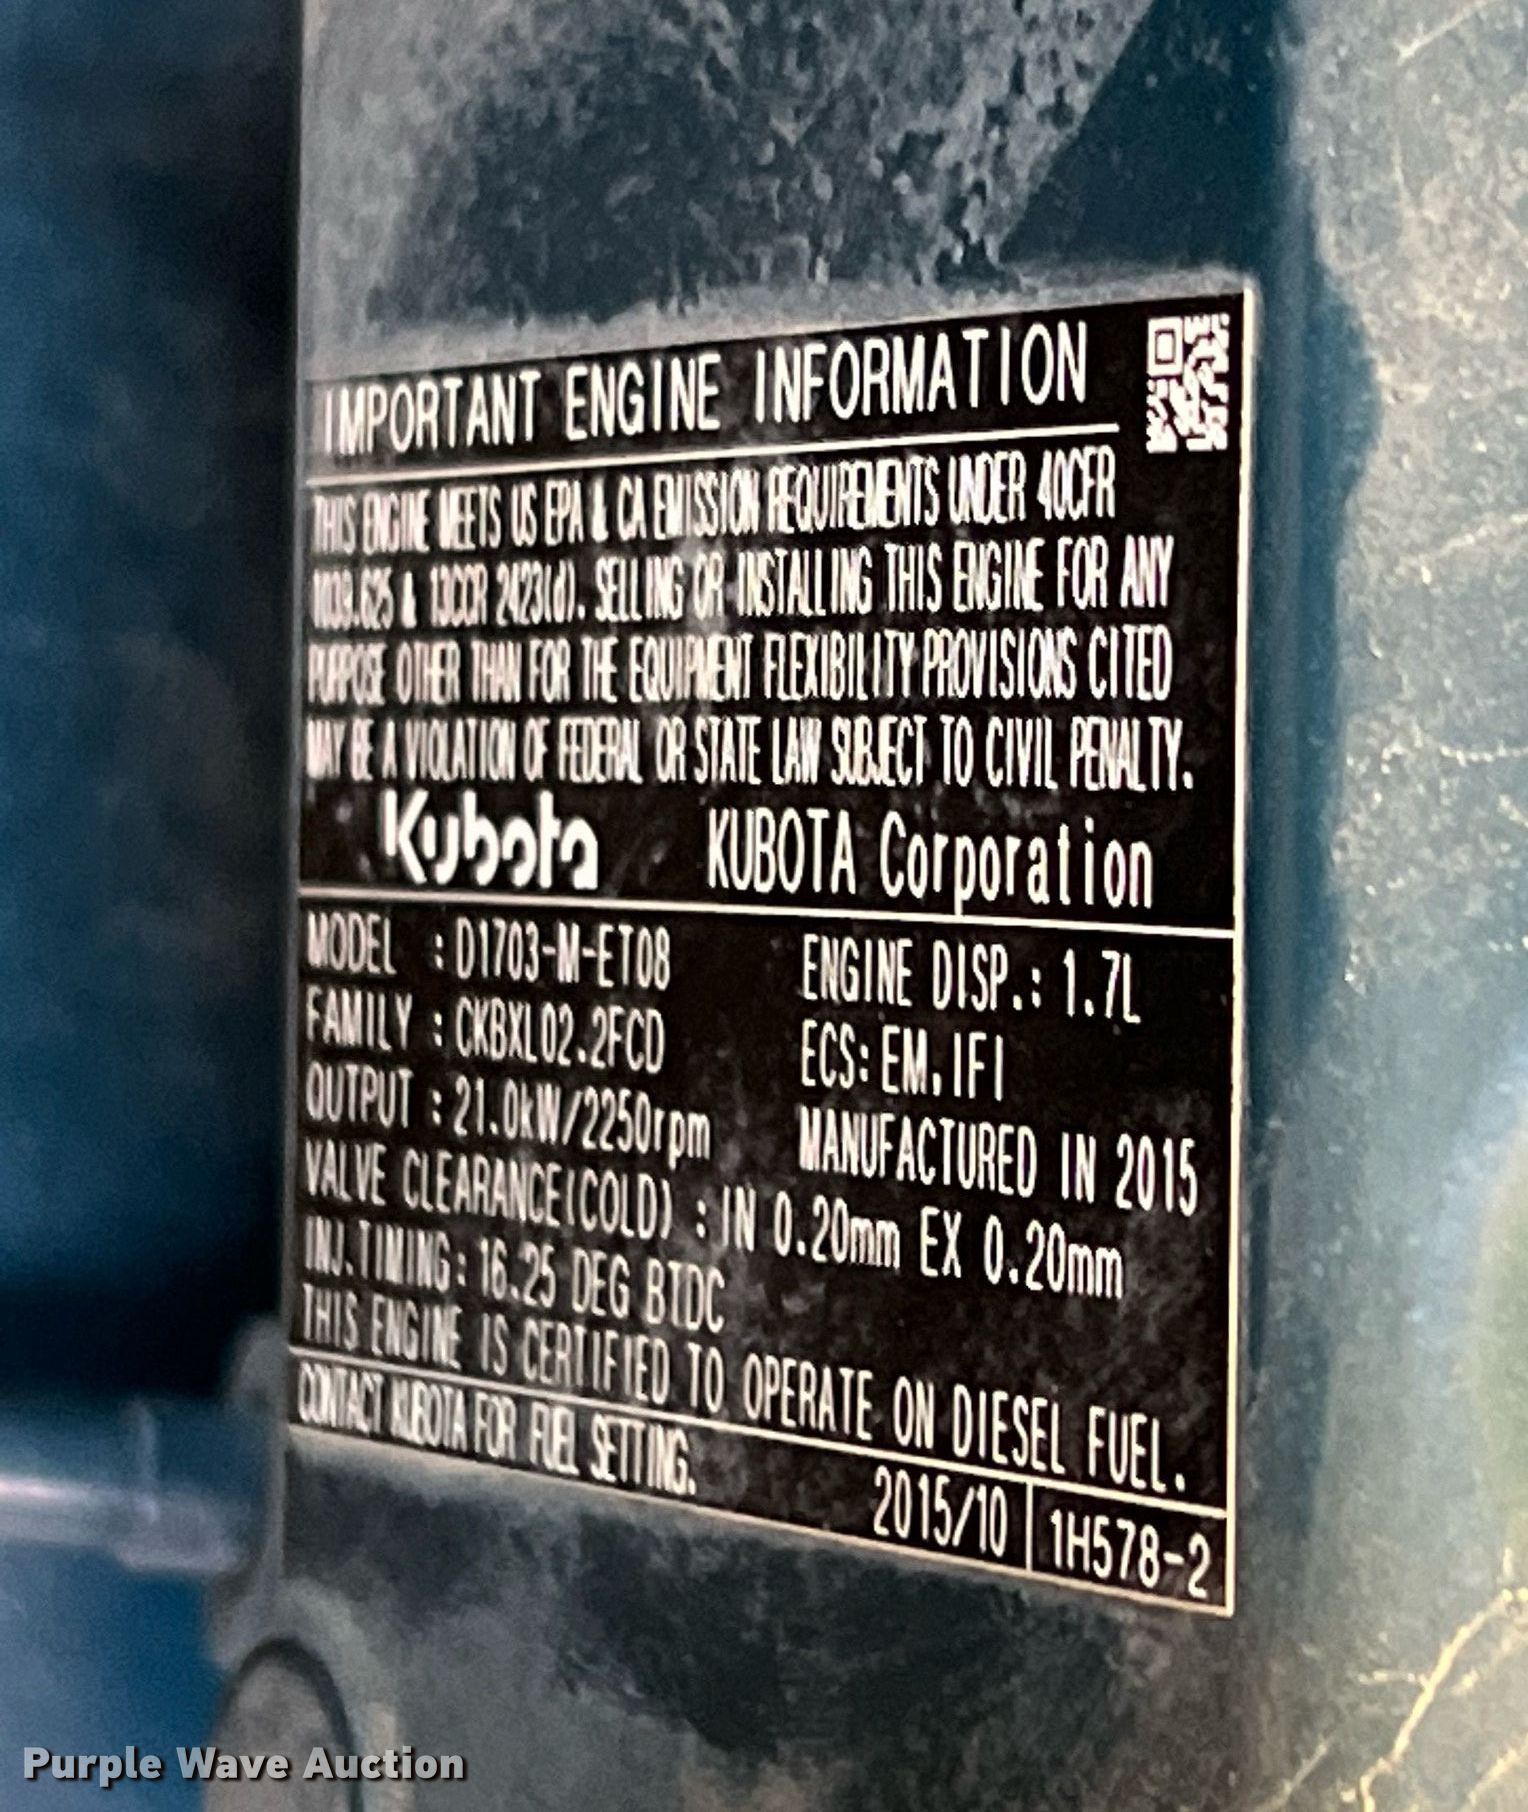 IMPORTANT ENGINE INFORMATION
THIS ENGINE MEETS US EPA & CA EMISSION REQUIREMENTS UNDER 40CFR
1039.625 & 13CCR 2423(d). SELLING OR INSTALLING THIS ENGINE FOR ANY
PURPOSE OTHER THAN FOR THE EQUIPMENT FLEXIBILITY PROVISIONS CITED
MAY BE A VIOLATION OF FEDERAL OR STATE LAW SUBJECT TO CIVIL PENALTY.
Kubota KUBOTA Corporation
MODEL : D1703-M-ET08 ENGINE DISP.: 1.7L
FAMILY : CKBXL02.2FCD ECS: EM, IFI
OUTPUT : 21.0kW/2250rpm MANUFACTURED IN 2015
VALVE CLEARANCE(COLD) : IN 0.20mm EX 0.20mm
INJ.TIMING: 16.25 DEG BTDC
THIS ENGINE IS CERTIFIED TO OPERATE ON DIESEL FUEL.
CONTACT KUBOTA FOR FUEL SETTING. 2015/10 1H578-2
Purple Wave Auction